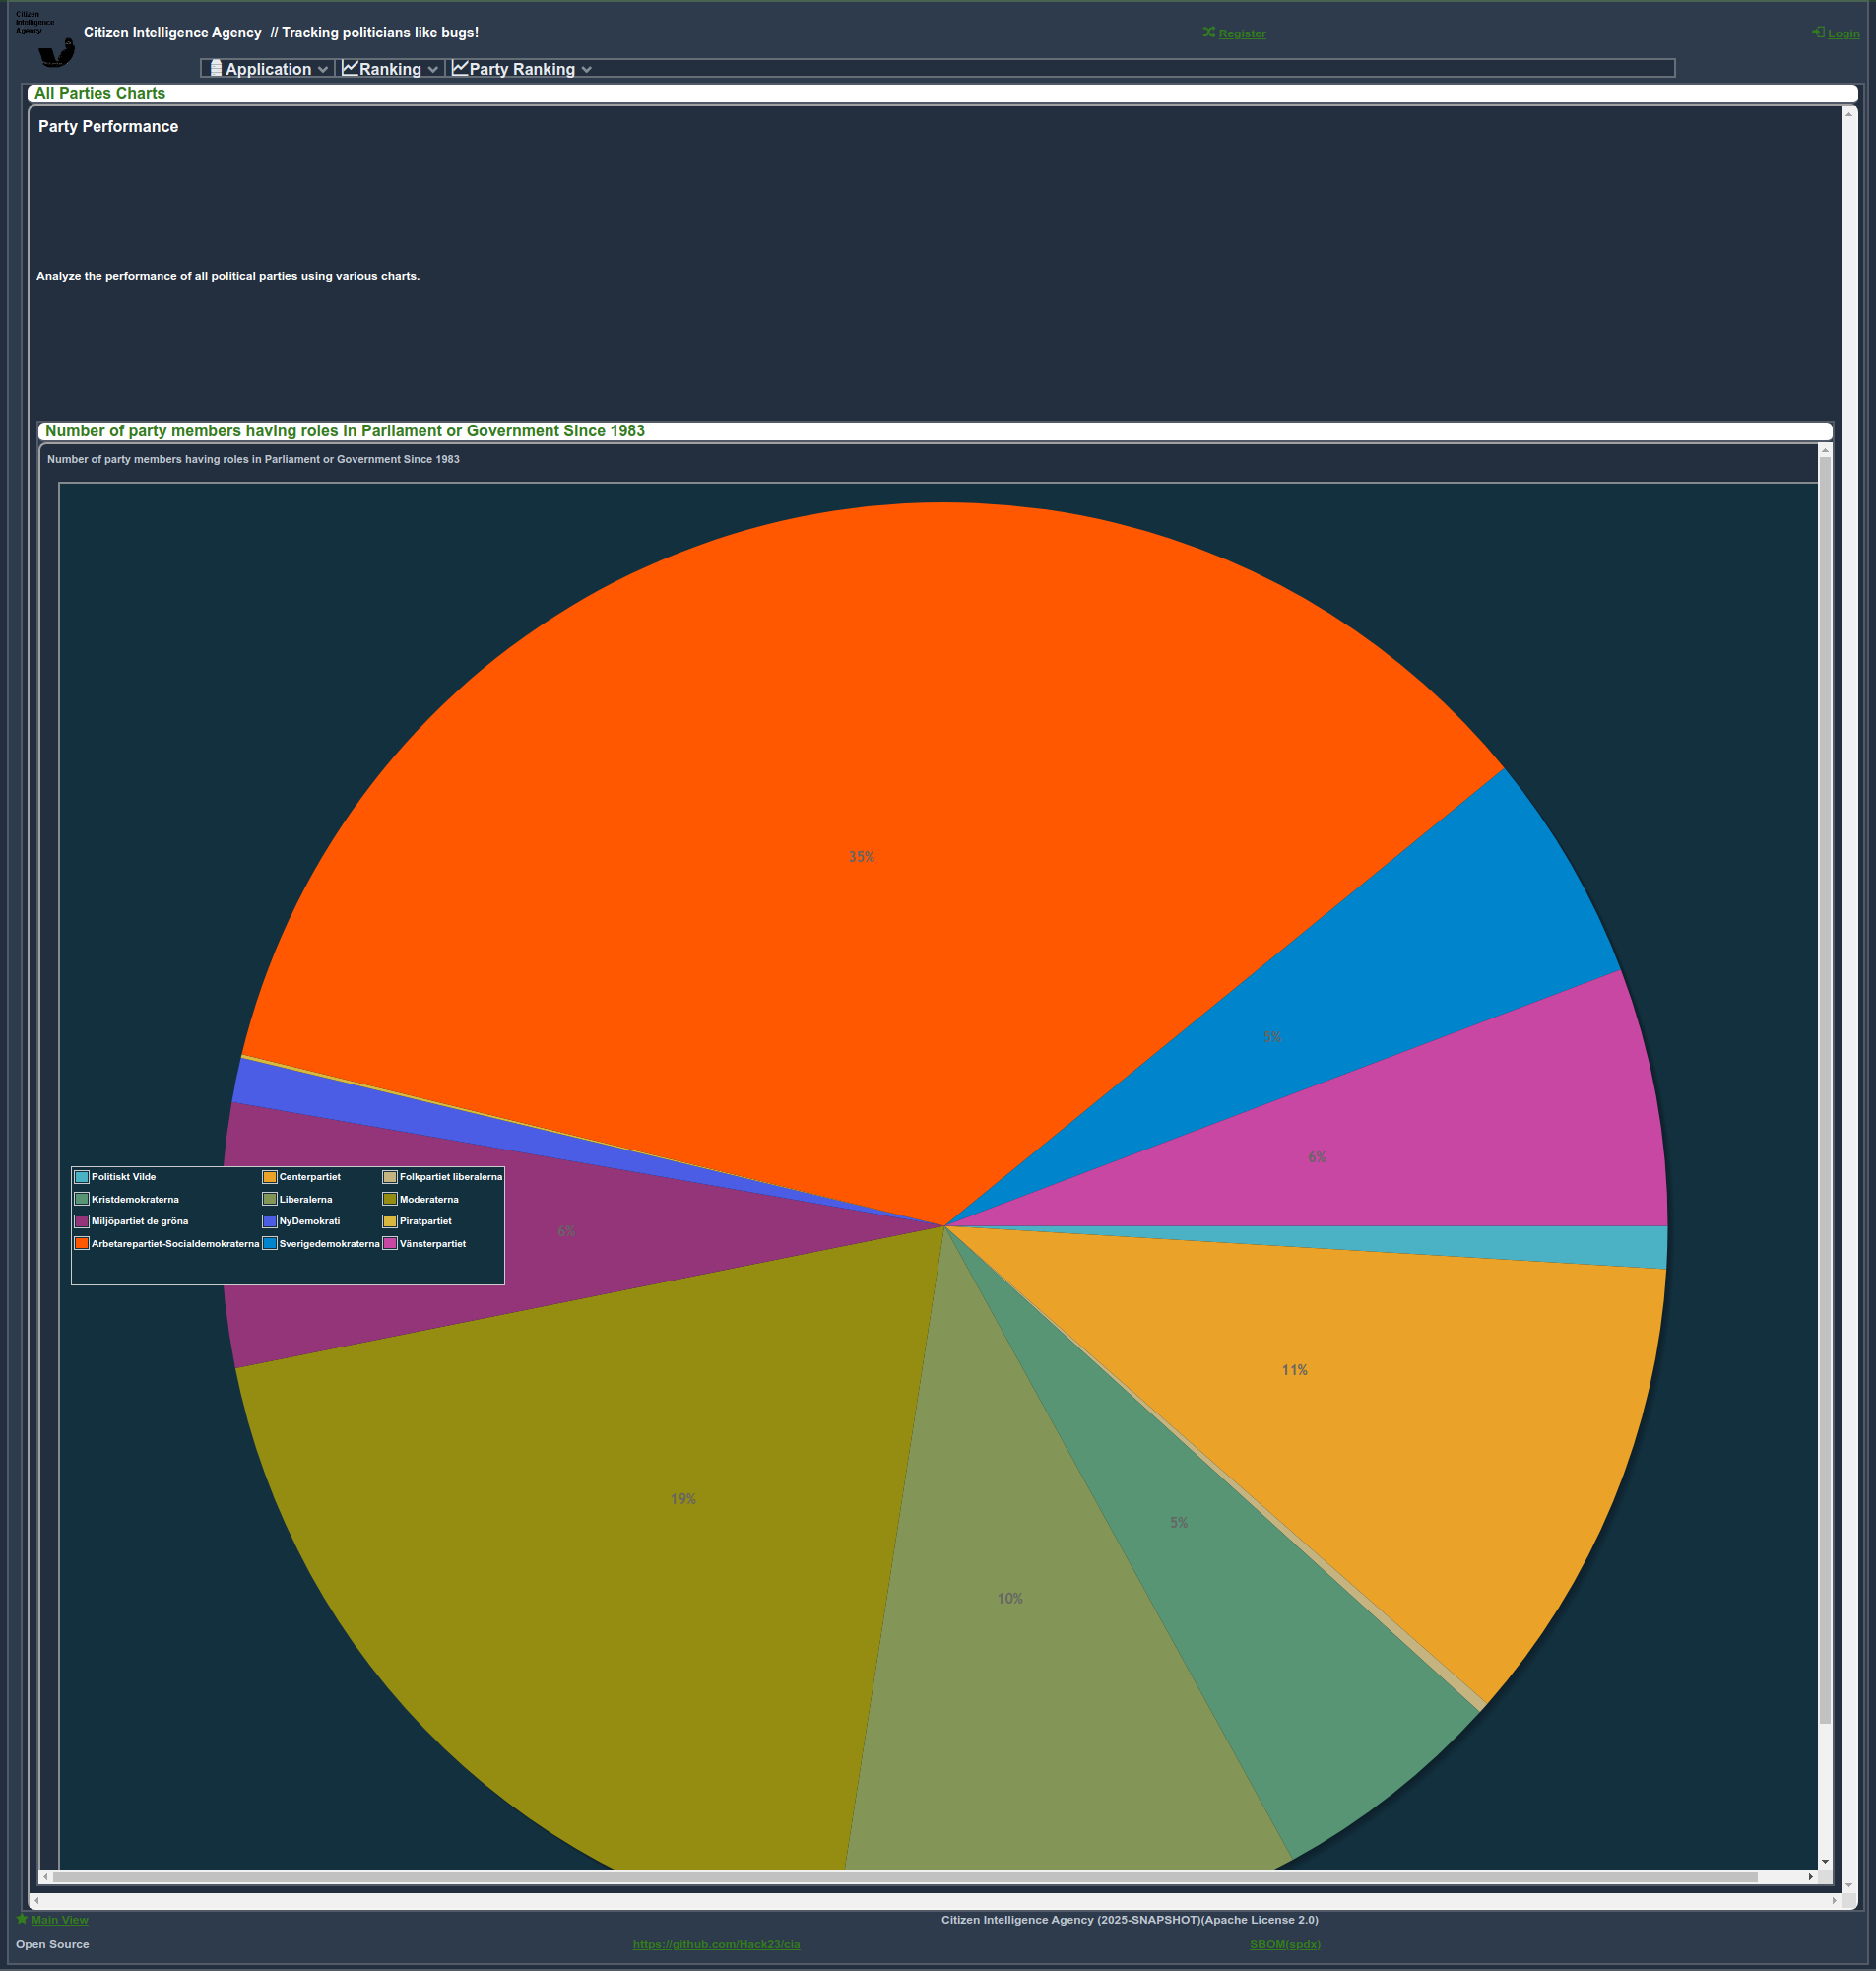 Citizen
Intelligence
Agency
Citizen Intelligence Agency // Tracking politicians like bugs!
Register
Login
Application
Ranking
Party Ranking
All Parties Charts
Party Performance
Analyze the performance of all political parties using various charts.
Number of party members having roles in Parliament or Government Since 1983
Number of party members having roles in Parliament or Government Since 1983
35%
5%
6%
Politiskt Vilde Centerpartiet Folkpartiet liberalerna
Kristdemokraterna Liberalerna Moderaterna
Miljöpartiet de gröna NyDemokrati Piratpartiet
Arbetarepartiet-Socialdemokraterna Sverigedemokraterna Vänsterpartiet
6%
11%
19%
5%
10%
Main View
Citizen Intelligence Agency (2025-SNAPSHOT)(Apache License 2.0)
Open Source
https://github.com/Hack23/cia
SBOM(spdx)